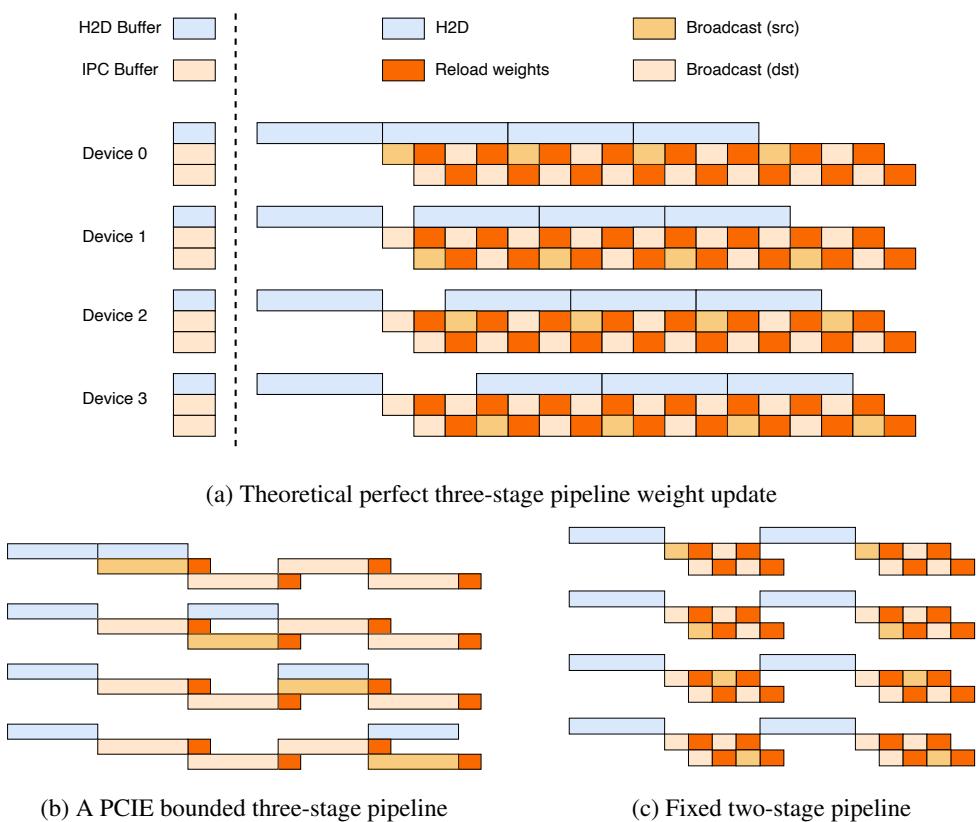 H2D Buffer
H2D
Broadcast (src)
IPC Buffer
Reload weights
Broadcast (dst)
Device 0
Device 1
Device 2
Device 3
(a) Theoretical perfect three-stage pipeline weight update
(b) A PCIE bounded three-stage pipeline
(c) Fixed two-stage pipeline